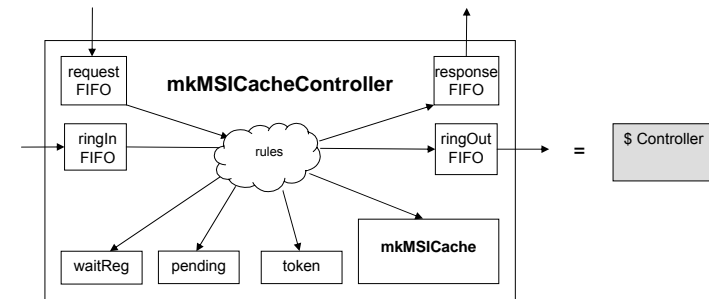 request
FIFO
mkMSICacheController
response
FIFO
ringIn
FIFO
rules
ringOut
FIFO
=
$ Controller
waitReg
pending
token
mkMSICache